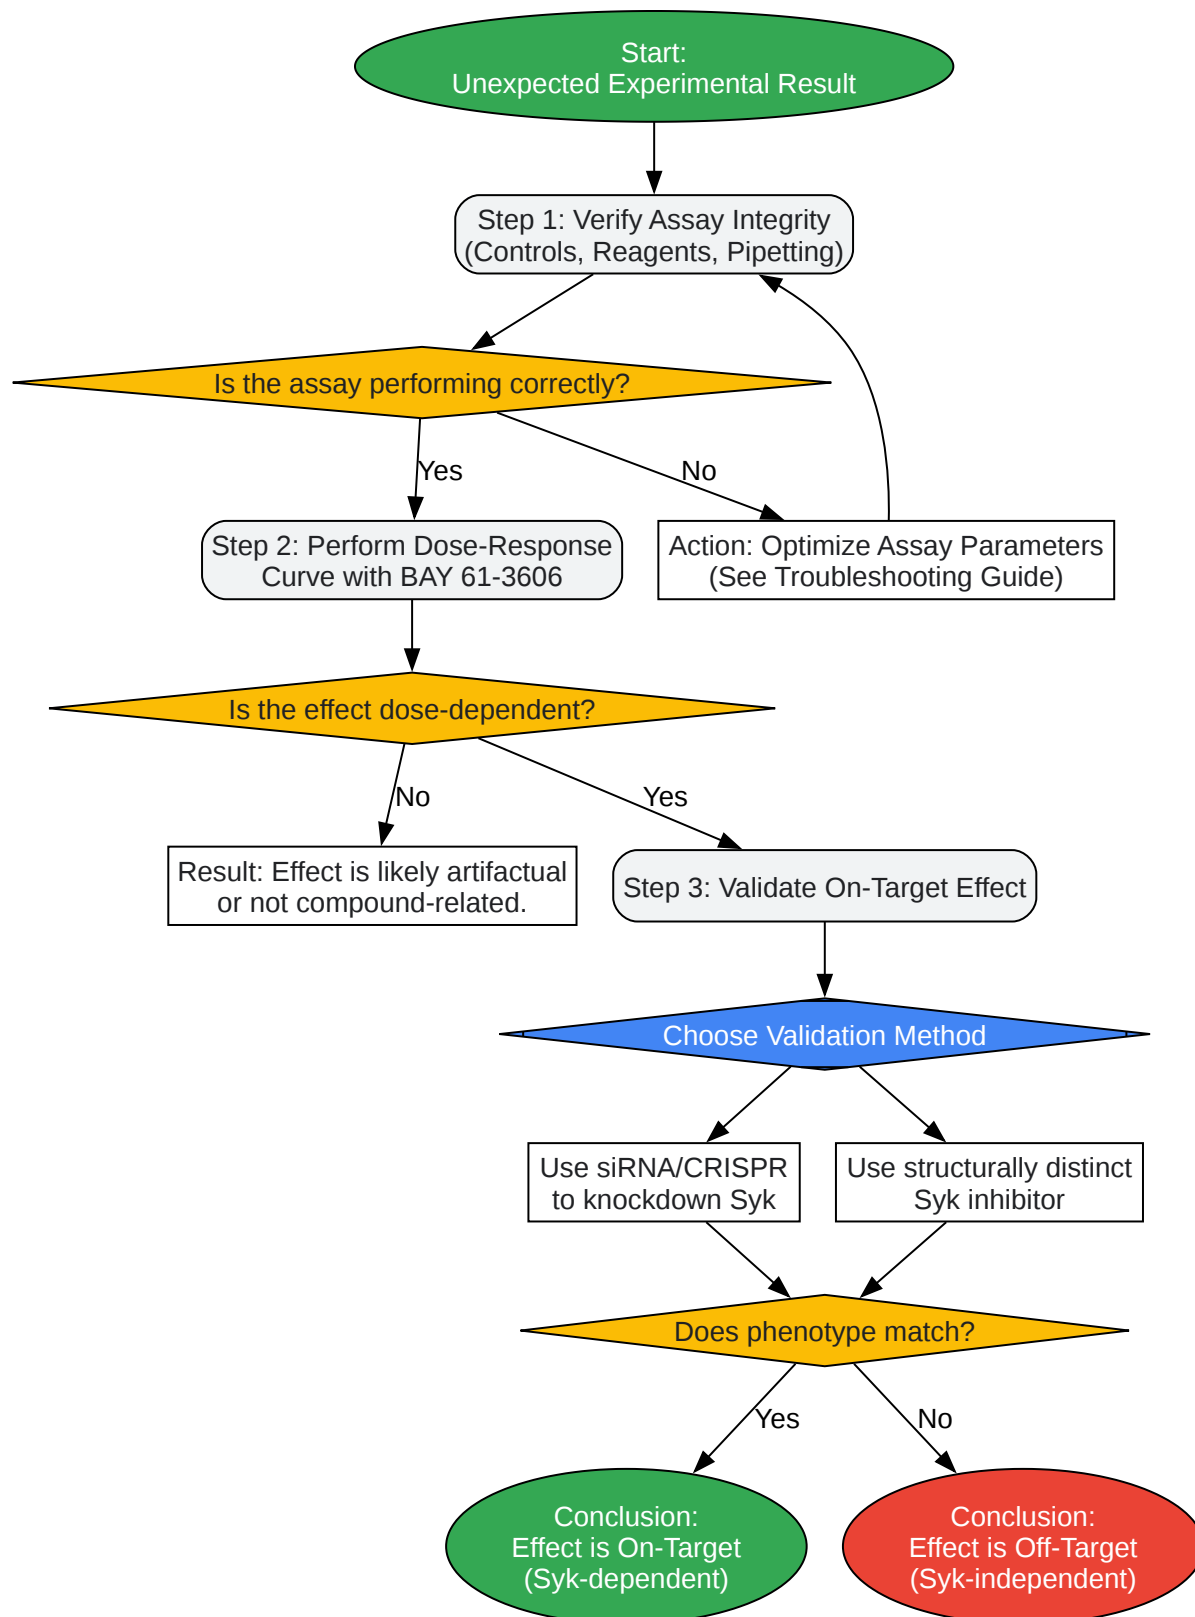 Start:
Unexpected Experimental Result
Step 1: Verify Assay Integrity
(Controls, Reagents, Pipetting)
Is the assay performing correctly?
Yes
No
Step 2: Perform Dose-Response
Curve with BAY 61-3606
Action: Optimize Assay Parameters
(See Troubleshooting Guide)
Is the effect dose-dependent?
No
Yes
Result: Effect is likely artifactual
or not compound-related.
Step 3: Validate On-Target Effect
Choose Validation Method
Use siRNA/CRISPR
to knockdown Syk
Use structurally distinct
Syk inhibitor
Does phenotype match?
Yes
No
Conclusion:
Effect is On-Target
(Syk-dependent)
Conclusion:
Effect is Off-Target
(Syk-independent)